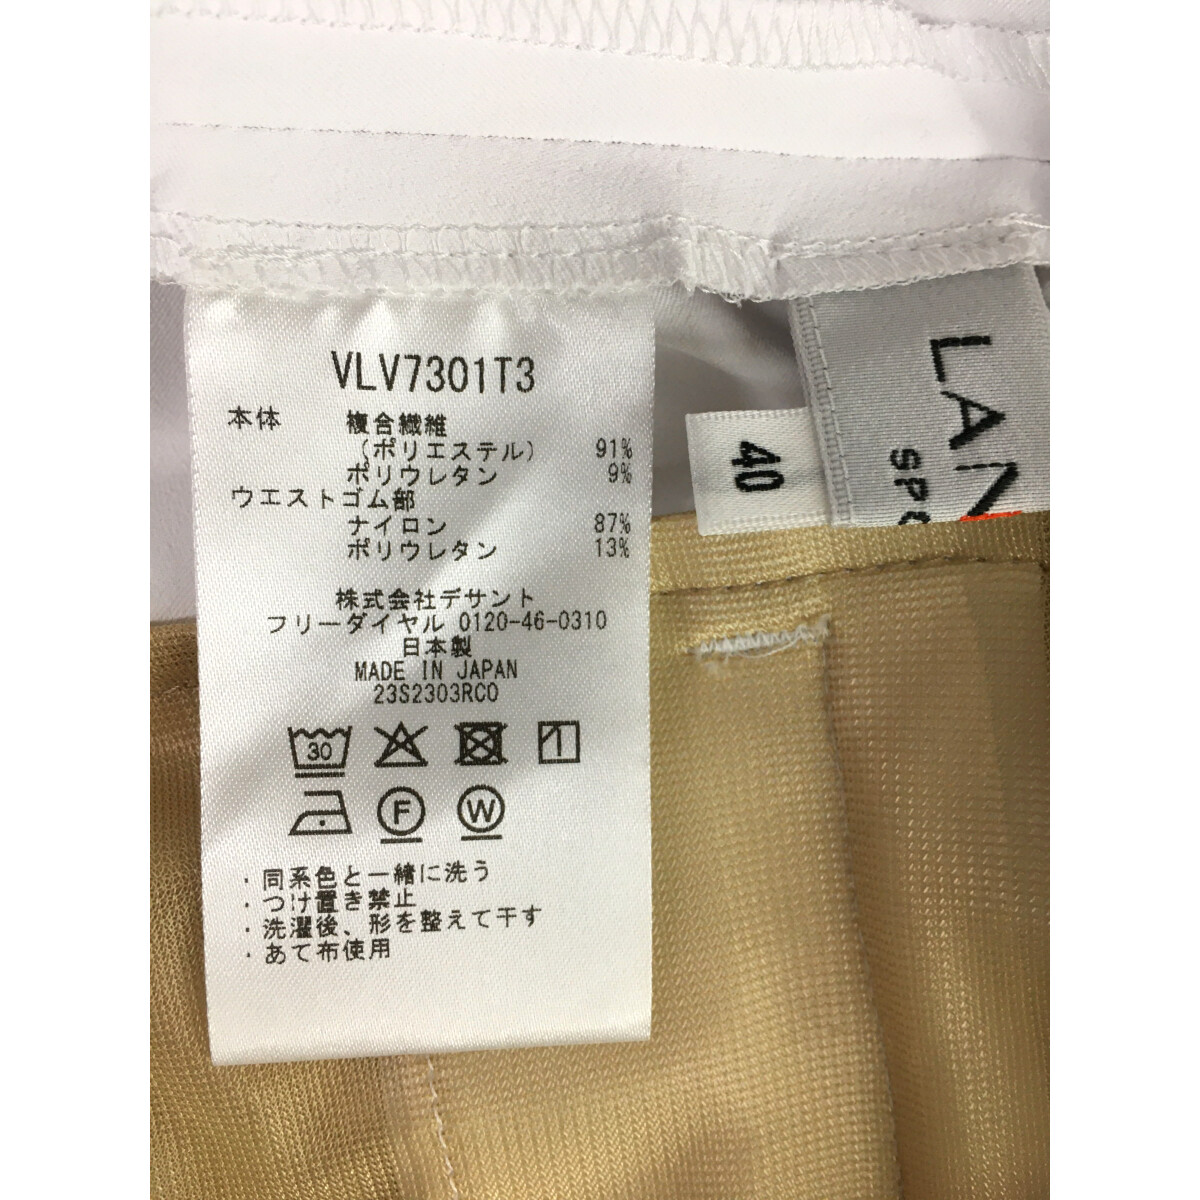 VLV7301T3
本体 複合繊維
(ポリエステル) 91%
ポリウレタン 9%
ウエストゴム部
ナイロン 87%
ポリウレタン 13%
株式会社デサント
フリーダイヤル 0120-46-0310
日本製
MADE IN JAPAN
23S2303RCO
30
F W
・同系色と一緒に洗う
・つけ置き禁止
・洗濯後、形を整えて干す
・あて布使用
40
LAN
SPO